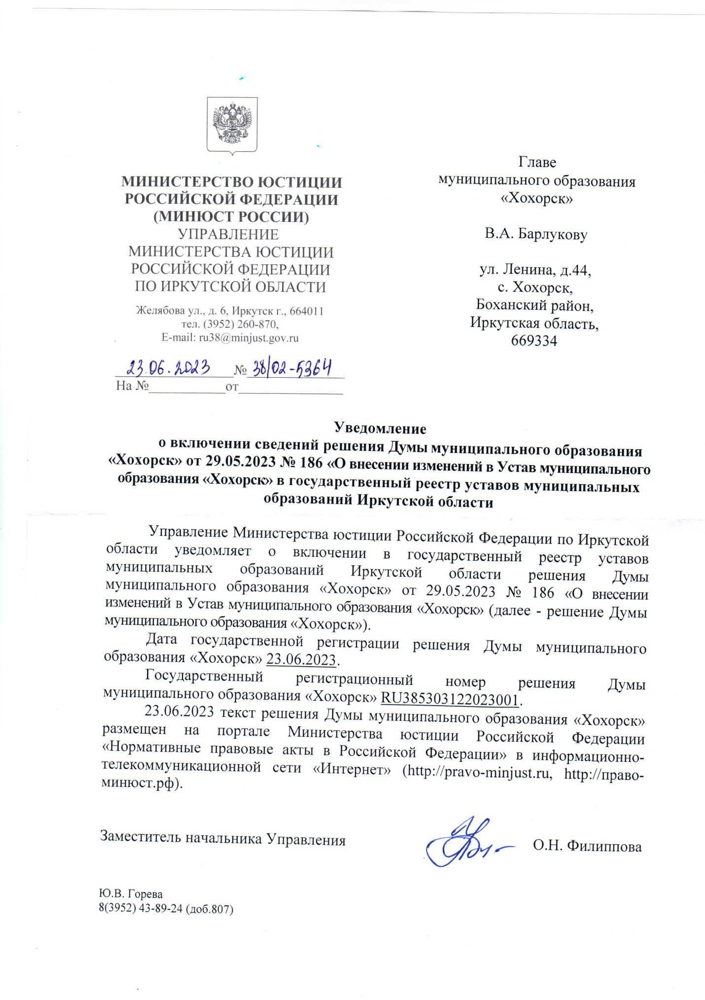 МИНИСТЕРСТВО ЮСТИЦИИ
РОССИЙСКОЙ ФЕДЕРАЦИИ
(МИНЮСТ РОССИИ)
УПРАВЛЕНИЕ
МИНИСТЕРСТВА ЮСТИЦИИ
РОССИЙСКОЙ ФЕДЕРАЦИИ
ПО ИРКУТСКОЙ ОБЛАСТИ
Желябова ул., д. 6, Иркутск г., 664011
тел. (3952) 260-870,
E-mail: ru38@minjust.gov.ru
23.06.2023 № 38/02-5364
На № от
Главе
муниципального образования
«Хохорск»
В.А. Барлукову
ул. Ленина, д.44,
с. Хохорск,
Боханский район,
Иркутская область,
669334
Уведомление
о включении сведений решения Думы муниципального образования
«Хохорск» от 29.05.2023 № 186 «О внесении изменений в Устав муниципального
образования «Хохорск» в государственный реестр уставов муниципальных
образований Иркутской области
Управление Министерства юстиции Российской Федерации по Иркутской
области уведомляет о включении в государственный реестр уставов
муниципальных образований Иркутской области решения Думы
муниципального образования «Хохорск» от 29.05.2023 № 186 «О внесении
изменений в Устав муниципального образования «Хохорск» (далее - решение Думы
муниципального образования «Хохорск»).
Дата государственной регистрации решения Думы муниципального
образования «Хохорск» 23.06.2023.
Государственный регистрационный номер решения Думы
муниципального образования «Хохорск» RU385303122023001.
23.06.2023 текст решения Думы муниципального образования «Хохорск»
размещен на портале Министерства юстиции Российской Федерации
«Нормативные правовые акты в Российской Федерации» в информационно-
телекоммуникационной сети «Интернет» (http://pravo-minjust.ru, http://право-
минюст.рф).
Заместитель начальника Управления О.Н. Филиппова
Ю.В. Горева
8(3952) 43-89-24 (доб.807)